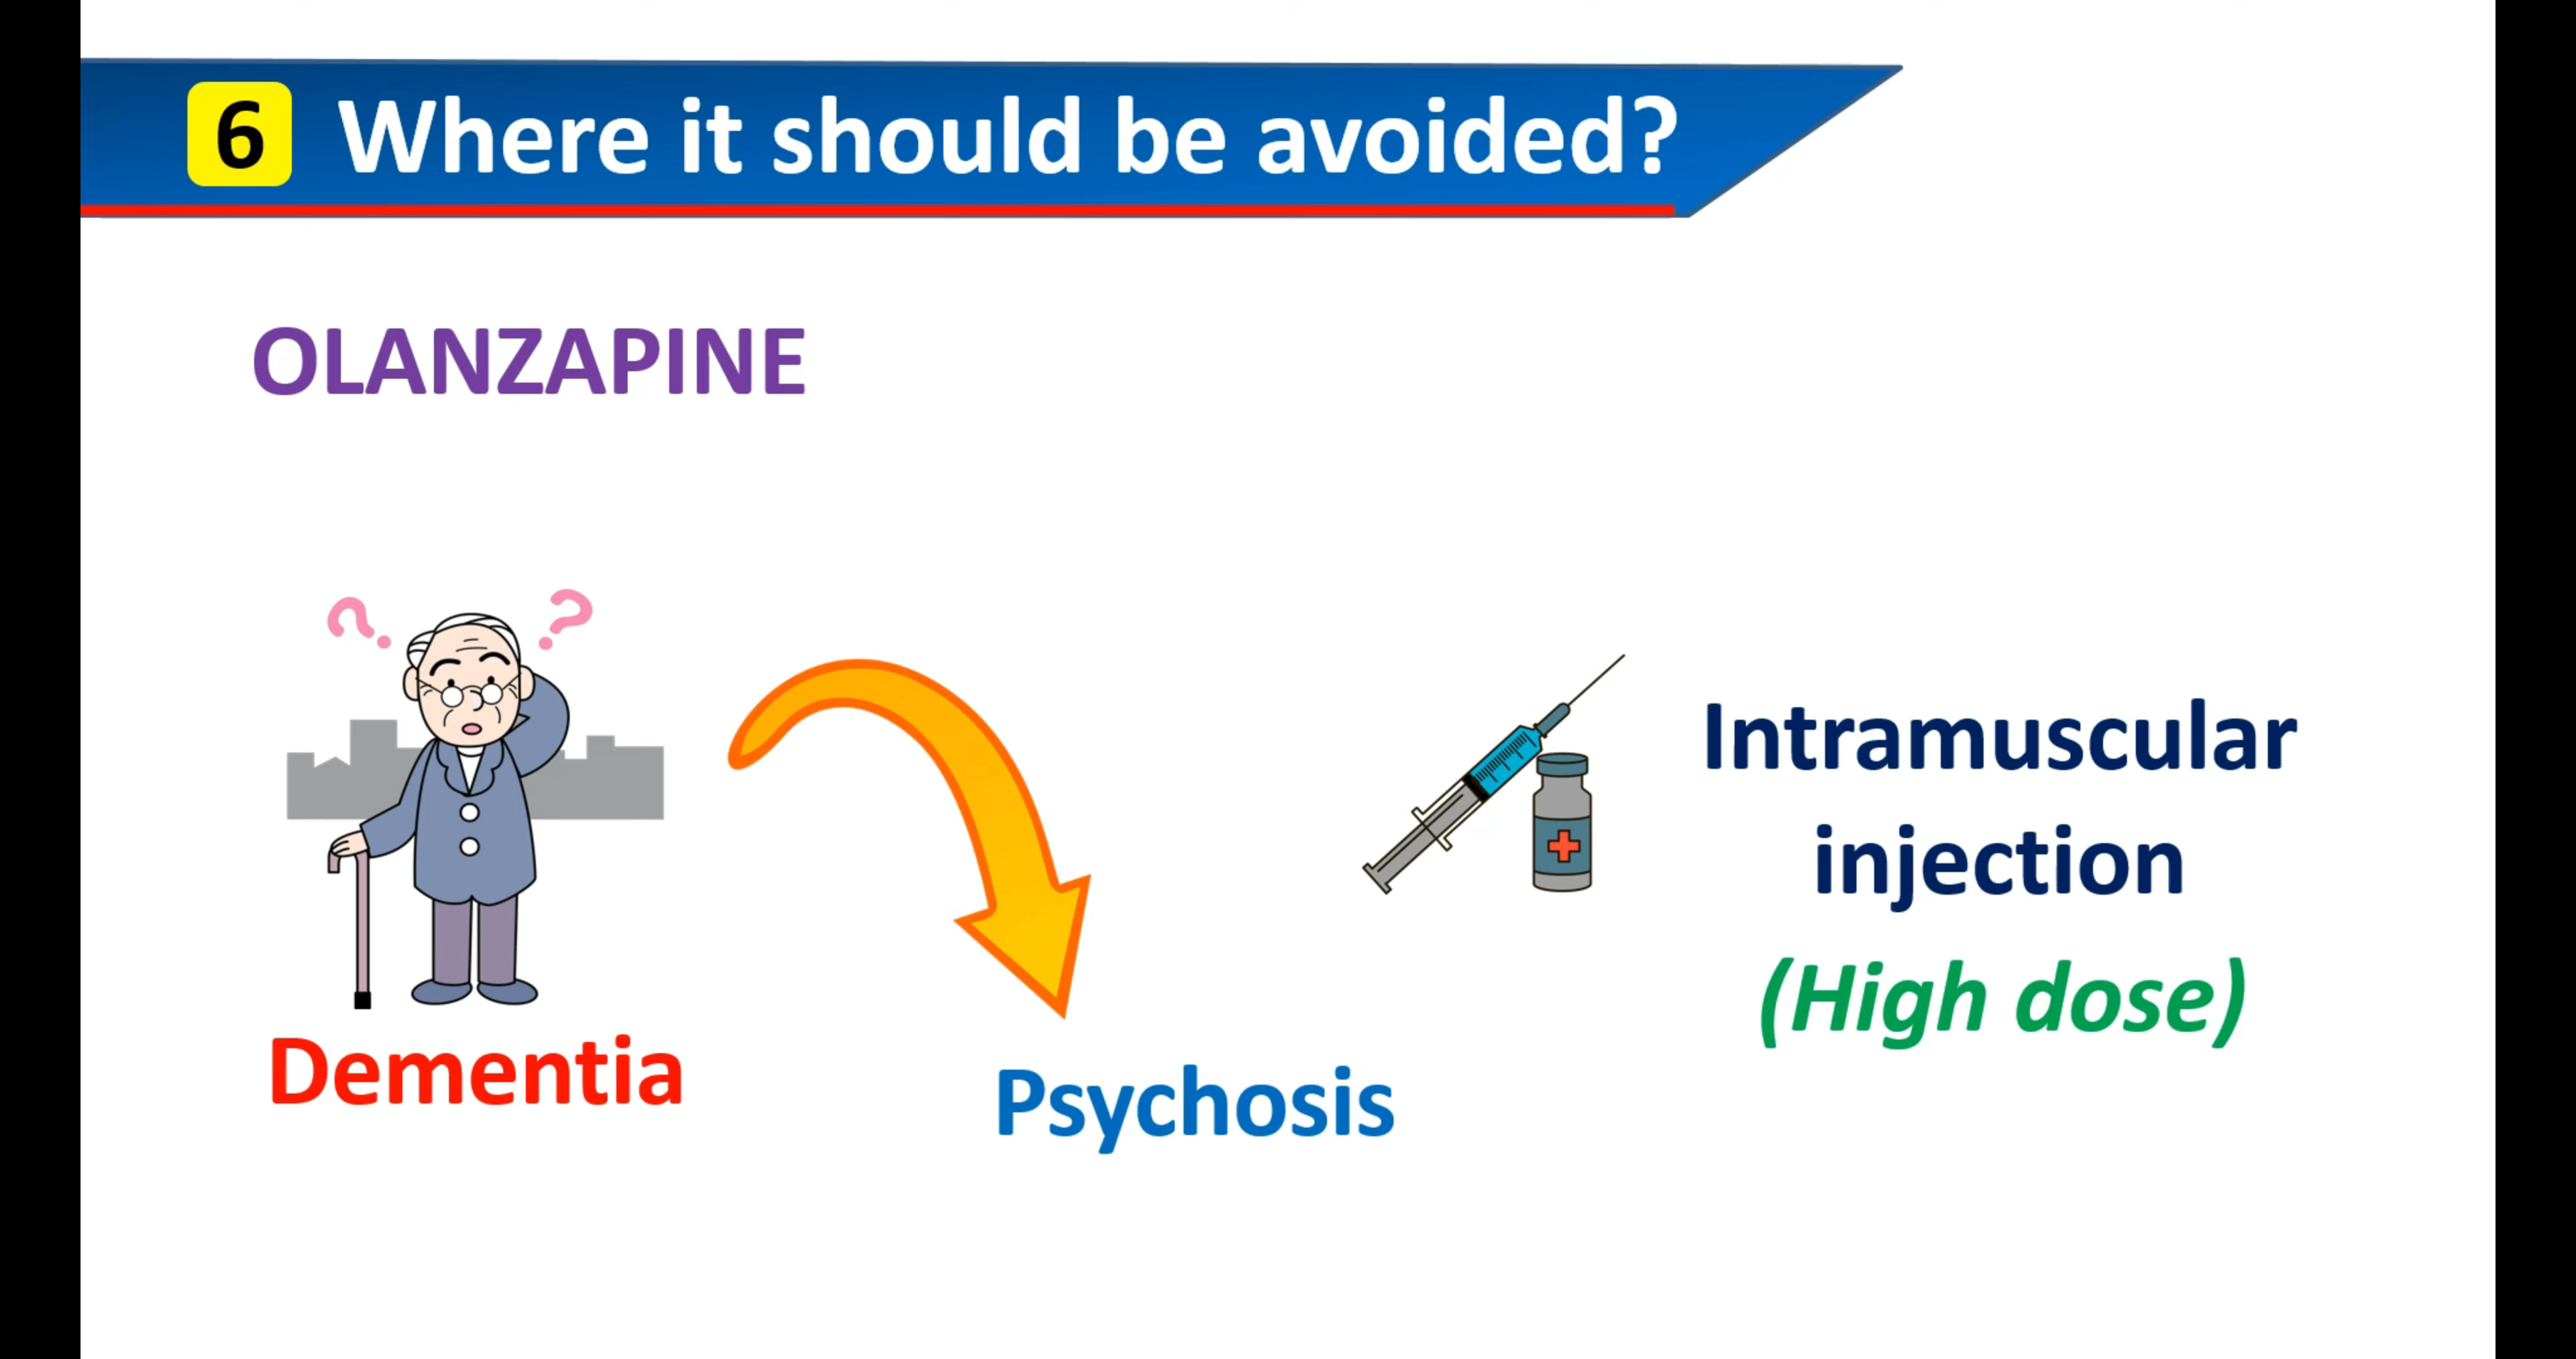 6 Where it should be avoided?
OLANZAPINE
Dementia
Psychosis
Intramuscular
injection
(High dose)